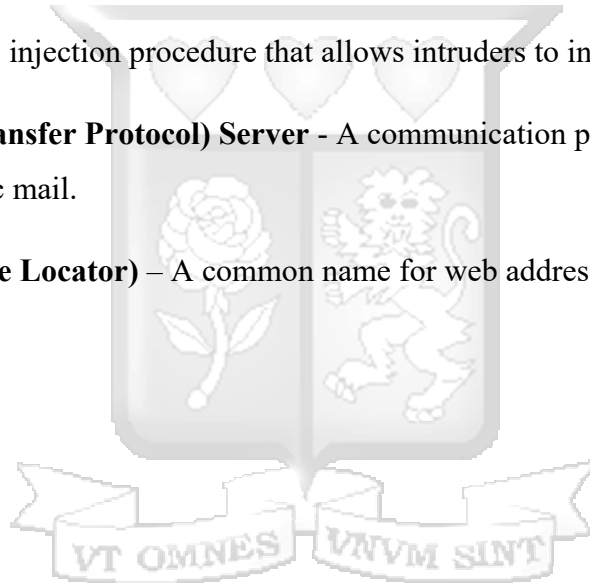 injection procedure that allows intruders to in
ansfer Protocol) Server - A communication p
c mail.
e Locator) – A common name for web addres
VT OMNES VNVM SINT